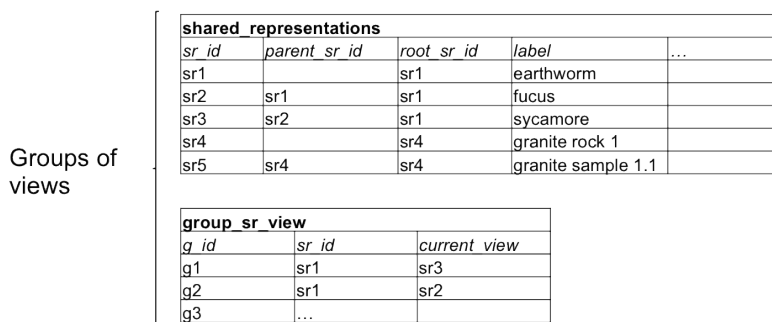 shared_representations
sr_id parent_sr_id root_sr_id label ...
sr1 sr1 earthworm
sr2 sr1 sr1 fucus
sr3 sr2 sr1 sycamore
sr4 sr4 granite rock 1
sr5 sr4 sr4 granite sample 1.1
Groups of
views
group_sr_view
g_id sr_id current_view
g1 sr1 sr3
g2 sr1 sr2
g3 ...